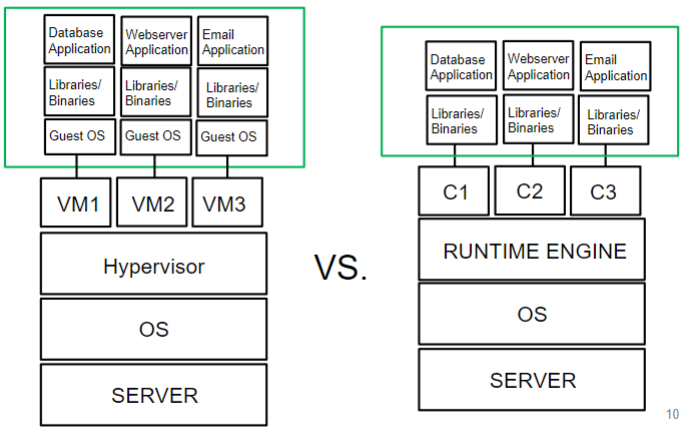 Database
Application
Webserver
Application
Email
Application
Libraries/
Binaries
Libraries/
Binaries
Libraries/
Binaries
Guest OS
Guest OS
Guest OS
VM1
VM2
VM3
Hypervisor
OS
SERVER
VS.
Database
Application
Webserver
Application
Email
Application
Libraries/
Binaries
Libraries/
Binaries
Libraries/
Binaries
C1
C2
C3
RUNTIME ENGINE
OS
SERVER
10